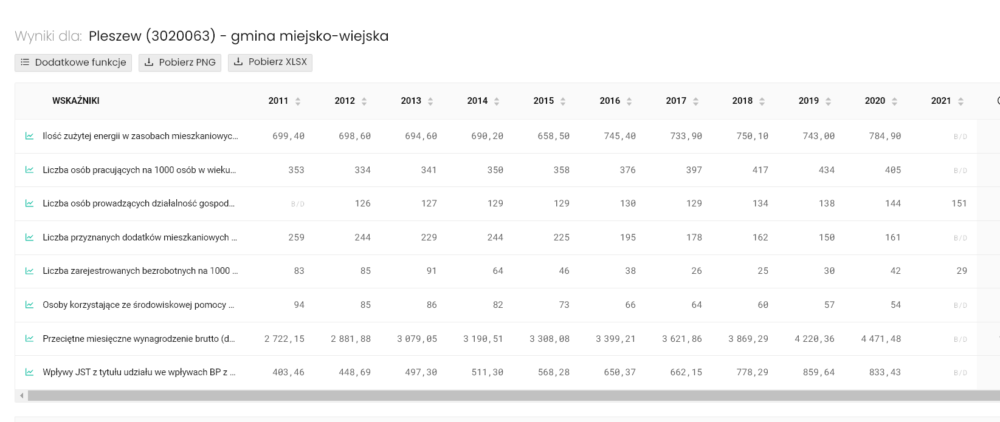 Wyniki dla: Pleszew (3020063) - gmina miejsko-wiejska
Dodatkowe funkcje Pobierz PNG Pobierz XLSX
WSKAŹNIKI 2011 2012 2013 2014 2015 2016 2017 2018 2019 2020 2021
Ilość zużytej energii w zasobach mieszkaniowyc... 699,40 698,60 694,60 690,20 658,50 745,40 733,90 750,10 743,00 784,90 B/D
Liczba osób pracujących na 1000 osób w wieku... 353 334 341 350 358 376 397 417 434 405 B/D
Liczba osób prowadzących działalność gospod... B/D 126 127 129 129 130 129 134 138 144 151
Liczba przyznanych dodatków mieszkaniowych ... 259 244 229 244 225 195 178 162 150 161 B/D
Liczba zarejestrowanych bezrobotnych na 1000 ... 83 85 91 64 46 38 26 25 30 42 29
Osoby korzystające ze środowiskowej pomocy ... 94 85 86 82 73 66 64 60 57 54 B/D
Przeciętne miesięczne wynagrodzenie brutto (d... 2 722,15 2 881,88 3 079,05 3 190,51 3 308,08 3 399,21 3 621,86 3 869,29 4 220,36 4 471,48 B/D
Wpływy JST z tytułu udziału we wpływach BP z ... 403,46 448,69 497,30 511,30 568,28 650,37 662,15 778,29 859,64 833,43 B/D